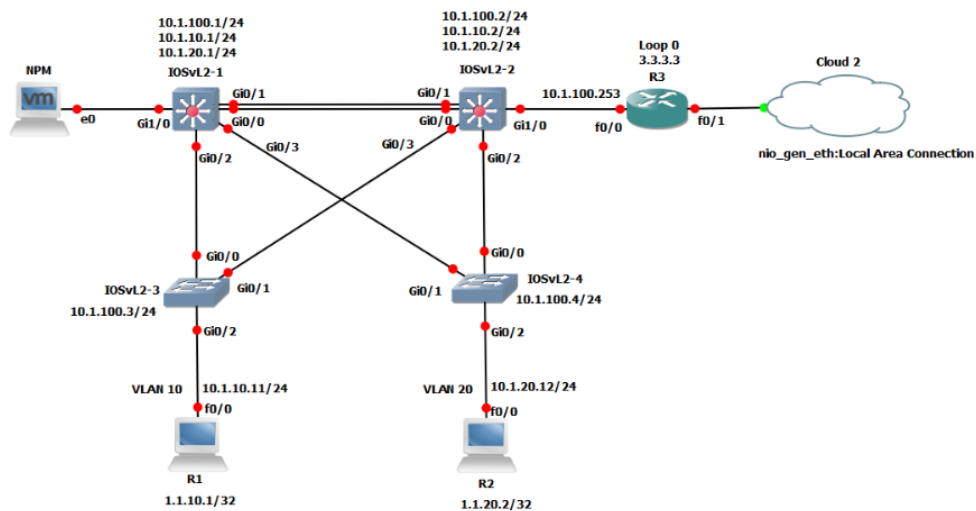 10.1.100.1/24
10.1.10.1/24
10.1.20.1/24
IOSvL2-1
10.1.100.2/24
10.1.10.2/24
10.1.20.2/24
IOSvL2-2
Loop 0
3.3.3.3
R3
Cloud 2
NPM
vm
e0
Gi1/0
Gi0/1
Gi0/0
Gi0/1
Gi0/0
Gi1/0
10.1.100.253
f0/0
f0/1
nio_gen_eth:Local Area Connection
Gi0/2
Gi0/3
Gi0/3
Gi0/2
Gi0/0
Gi0/1
IOSvL2-3
10.1.100.3/24
Gi0/2
Gi0/0
Gi0/1
IOSvL2-4
10.1.100.4/24
Gi0/2
VLAN 10
10.1.10.11/24
f0/0
VLAN 20
10.1.20.12/24
f0/0
R1
1.1.10.1/32
R2
1.1.20.2/32